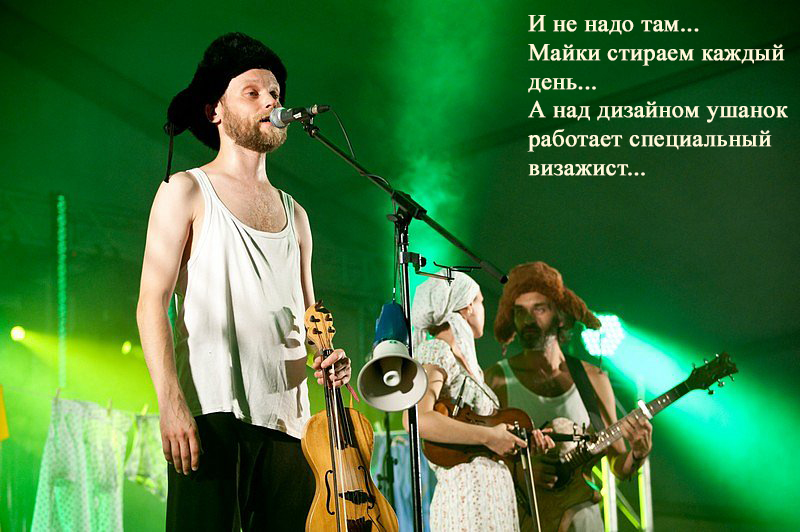 И не надо там...
Майки стираем каждый
день...
А над дизайном ушанок
работает специальный
визажист...